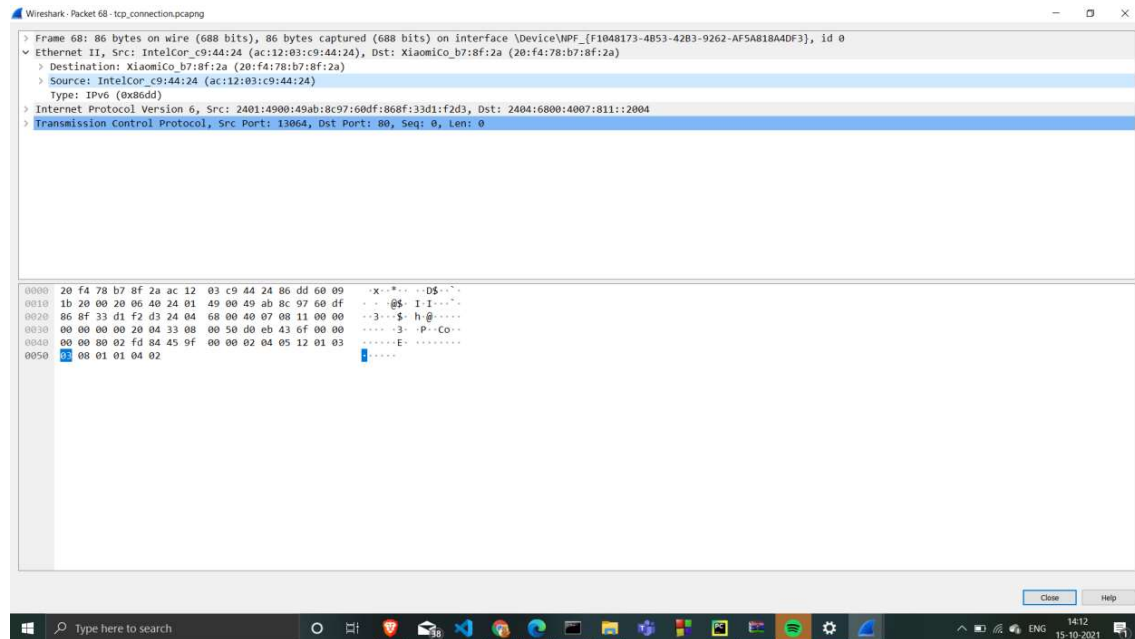 Wireshark · Packet 68 · tcp_connection.pcapng
Frame 68: 86 bytes on wire (688 bits), 86 bytes captured (688 bits) on interface \Device\NPF_{F1048173-4B53-42B3-9262-AF5A818A4DF3}, id 0
Ethernet II, Src: IntelCor_c9:44:24 (ac:12:03:c9:44:24), Dst: XiaomiCo_b7:8f:2a (20:f4:78:b7:8f:2a)
Destination: XiaomiCo_b7:8f:2a (20:f4:78:b7:8f:2a)
Source: IntelCor_c9:44:24 (ac:12:03:c9:44:24)
Type: IPv6 (0x86dd)
Internet Protocol Version 6, Src: 2401:4900:49ab:8c97:60df:868f:33d1:f2d3, Dst: 2404:6800:4007:811::2004
Transmission Control Protocol, Src Port: 13064, Dst Port: 80, Seq: 0, Len: 0
0000 20 f4 78 b7 8f 2a ac 12 03 c9 44 24 86 dd 60 09 ·x··*·· ··D$··`·
0010 1b 20 00 20 06 40 24 01 49 00 49 ab 8c 97 60 df · · ·@$· I·I···`·
0020 86 8f 33 d1 f2 d3 24 04 68 00 40 07 08 11 00 00 ··3···$· h·@·····
0030 00 00 00 00 20 04 33 08 00 50 d0 eb 43 6f 00 00 ···· ·3· ·P··Co··
0040 00 00 80 02 fd 84 45 9f 00 00 02 04 05 12 01 03 ······E· ········
0050 03 08 01 01 04 02 ······
Close Help
Type here to search
38
PC
ENG
14:12
15-10-2021